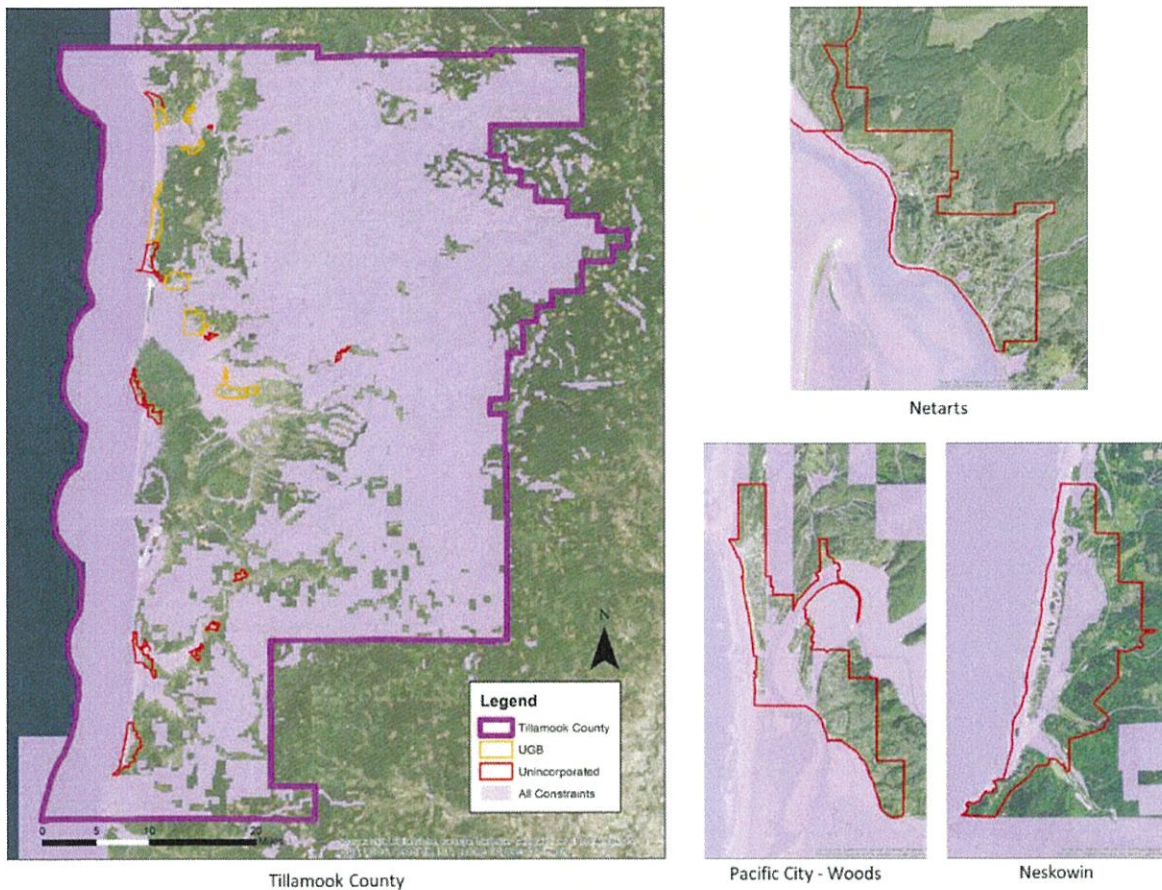 N
Legend
Tillamook County
UGB
Unincorporated
All Constraints
0 5 10 20
Miles
Tillamook County
Netarts
Pacific City - Woods
Neskowin